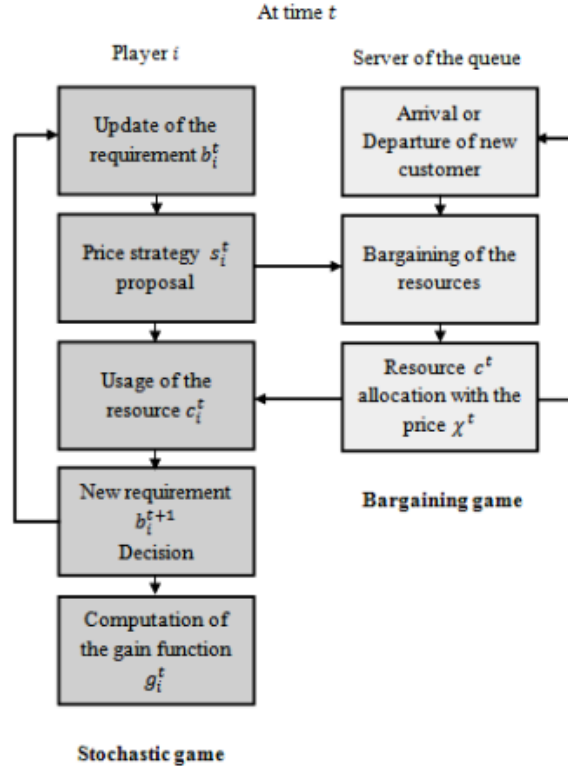 At time t
Player i
Update of the
requirement b_i^t
Price strategy s_i^t
proposal
Usage of the
resource c_i^t
New requirement
b_i^{t+1}
Decision
Computation of
the gain function
g_i^t
Stochastic game
Server of the queue
Arrival or
Departure of new
customer
Bargaining of the
resources
Resource c^t
allocation with the
price χ^t
Bargaining game